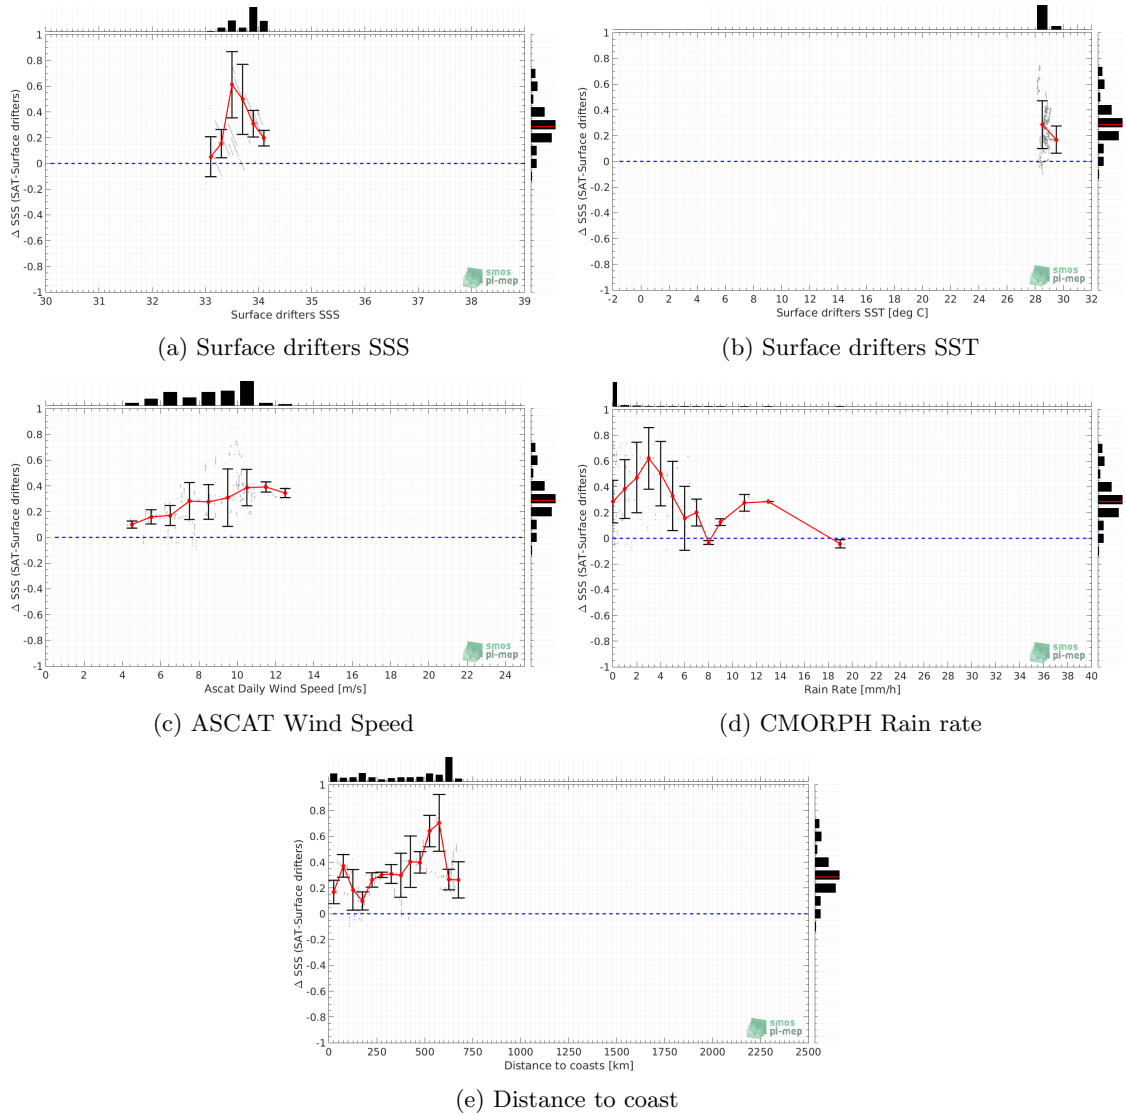 1
0.8
0.6
0.4
0.2
0
-0.2
-0.4
-0.6
-0.8
-1
Δ SSS (SAT-Surface drifters)
30 31 32 33 34 35 36 37 38 39
Surface drifters SSS
smos
pi-mep
(a) Surface drifters SSS
1
0.8
0.6
0.4
0.2
0
-0.2
-0.4
-0.6
-0.8
-1
Δ SSS (SAT-Surface drifters)
-2 0 2 4 6 8 10 12 14 16 18 20 22 24 26 28 30 32
Surface drifters SST [deg C]
smos
pi-mep
(b) Surface drifters SST
1
0.8
0.6
0.4
0.2
0
-0.2
-0.4
-0.6
-0.8
-1
Δ SSS (SAT-Surface drifters)
0 2 4 6 8 10 12 14 16 18 20 22 24
Ascat Daily Wind Speed [m/s]
smos
pi-mep
(c) ASCAT Wind Speed
1
0.8
0.6
0.4
0.2
0
-0.2
-0.4
-0.6
-0.8
-1
Δ SSS (SAT-Surface drifters)
0 2 4 6 8 10 12 14 16 18 20 22 24 26 28 30 32 34 36 38 40
Rain Rate [mm/h]
smos
pi-mep
(d) CMORPH Rain rate
1
0.8
0.6
0.4
0.2
0
-0.2
-0.4
-0.6
-0.8
-1
Δ SSS (SAT-Surface drifters)
0 250 500 750 1000 1250 1500 1750 2000 2250 2500
Distance to coasts [km]
smos
pi-mep
(e) Distance to coast